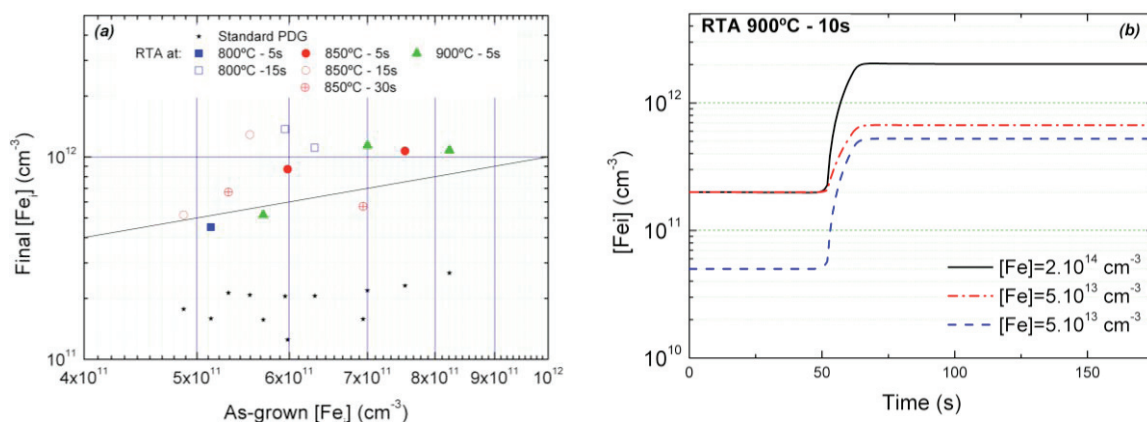 (a)
★ Standard PDG
RTA at: ■ 800ºC - 5s ● 850ºC - 5s ▲ 900ºC - 5s
□ 800ºC -15s ○ 850ºC - 15s
⊕ 850ºC - 30s
Final [Feᵢ] (cm⁻³)
10¹²
10¹¹
4x10¹¹ 5x10¹¹ 6x10¹¹ 7x10¹¹ 8x10¹¹ 9x10¹¹ 10¹²
As-grown [Feᵢ] (cm⁻³)
RTA 900ºC - 10s (b)
[Fei] (cm⁻³)
10¹²
10¹¹
10¹⁰
[Fe]=2.10¹⁴ cm⁻³
[Fe]=5.10¹³ cm⁻³
[Fe]=5.10¹³ cm⁻³
0 50 100 150
Time (s)